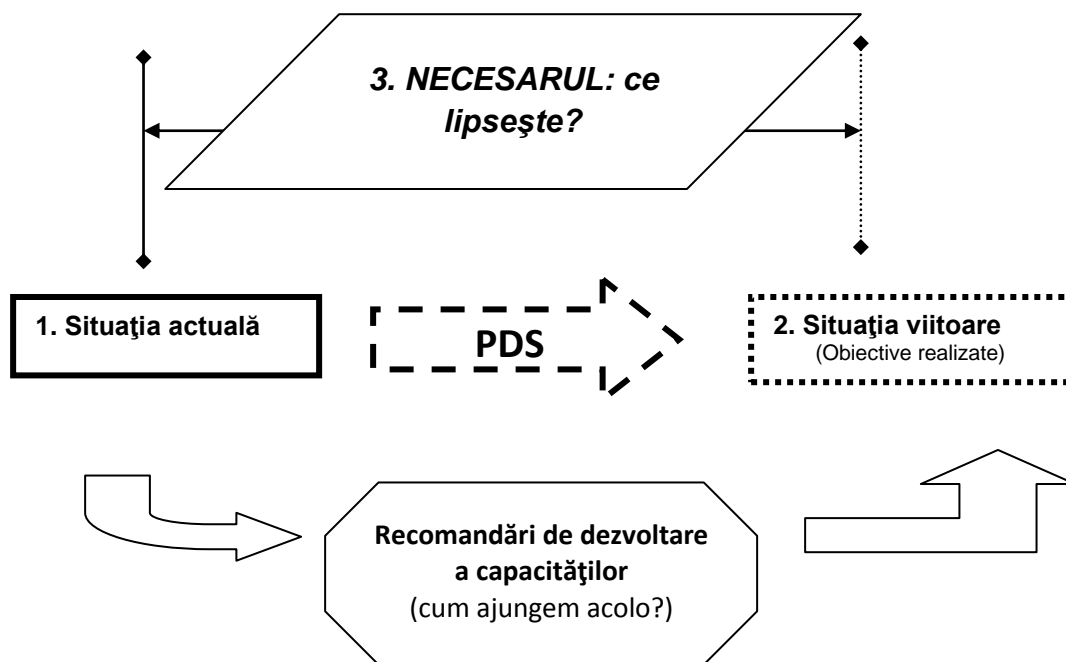 3. NECESARUL: ce
lipseşte?
1. Situaţia actuală
PDS
2. Situaţia viitoare
(Obiective realizate)
Recomandări de dezvoltare
a capacităţilor
(cum ajungem acolo?)